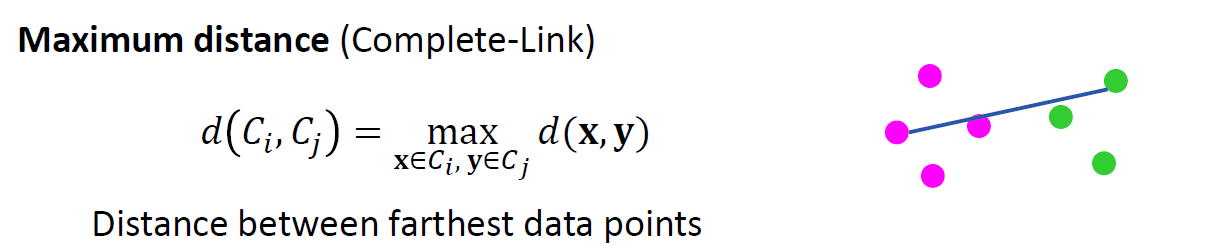 Maximum distance (Complete-Link)
d(Cᵢ, Cⱼ) = max d(x, y)
x∈Cᵢ, y∈Cⱼ
Distance between farthest data points